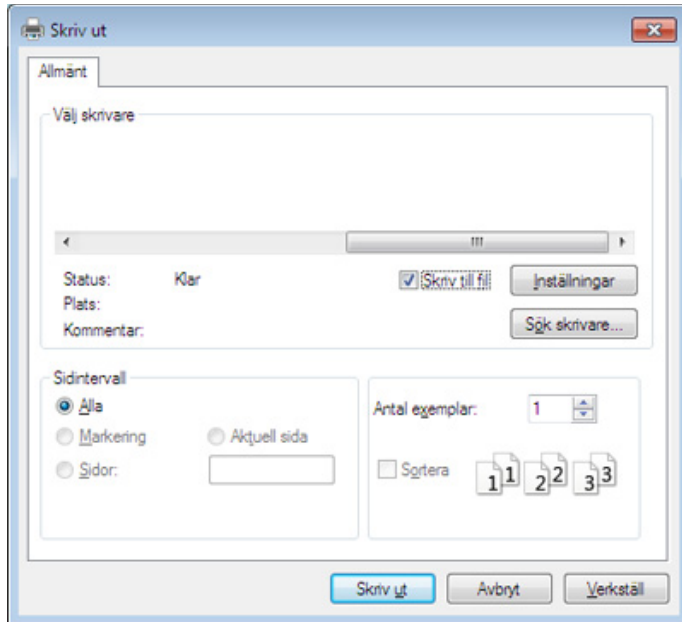 Skriv ut
Allmänt
Välj skrivare
Status: Klar
Skriv till fil
Inställningar
Plats:
Kommentar:
Sök skrivare...
Sidintervall
Alla
Markering
Aktuell sida
Sidor:
Antal exemplar: 1
Sortera
1 1 2 2 3 3
Skriv ut
Avbryt
Verkställ